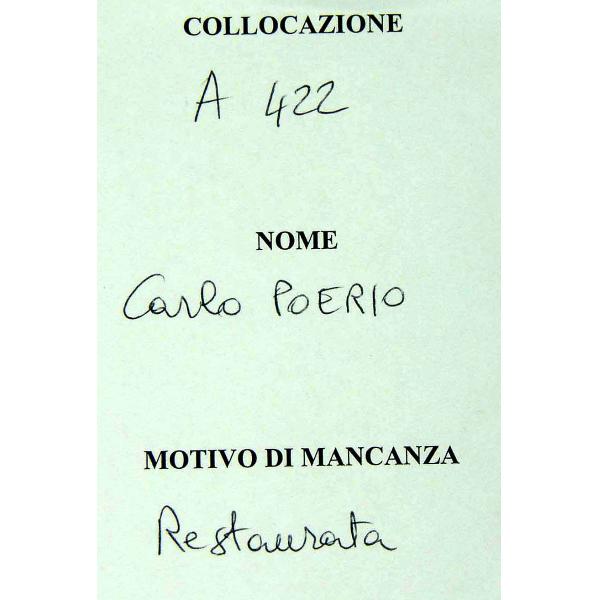 COLLOCAZIONE
A 422
NOME
Carlo POERIO
MOTIVO DI MANCANZA
Restaurata